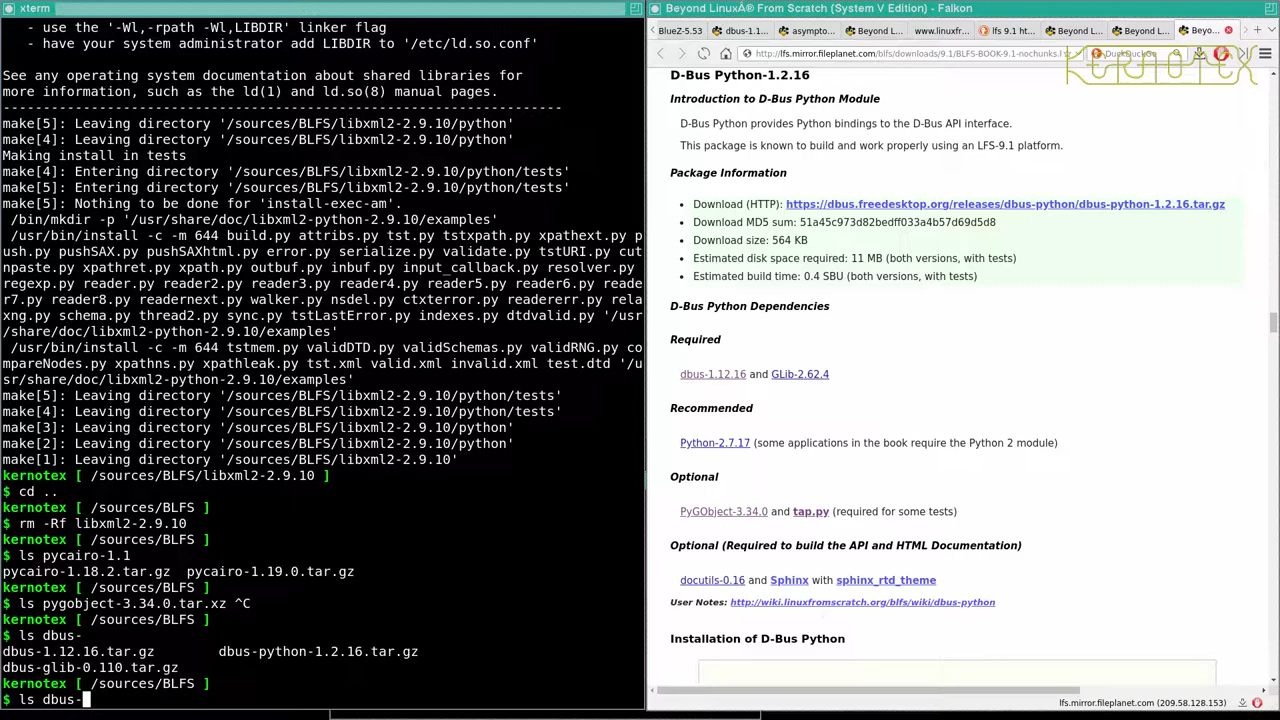 xterm
- use the '-Wl,-rpath -Wl,LIBDIR' linker flag
- have your system administrator add LIBDIR to '/etc/ld.so.conf'
See any operating system documentation about shared libraries for
more information, such as the ld(1) and ld.so(8) manual pages.
----------------------------------------------------------------------
make[5]: Leaving directory '/sources/BLFS/libxml2-2.9.10/python'
make[4]: Leaving directory '/sources/BLFS/libxml2-2.9.10/python'
Making install in tests
make[4]: Entering directory '/sources/BLFS/libxml2-2.9.10/python/tests'
make[5]: Entering directory '/sources/BLFS/libxml2-2.9.10/python/tests'
make[5]: Nothing to be done for 'install-exec-am'.
/bin/mkdir -p '/usr/share/doc/libxml2-python-2.9.10/examples'
/usr/bin/install -c -m 644 build.py attribs.py tst.py tstxpath.py xpathext.py p
ush.py pushSAX.py pushSAXhtml.py error.py serialize.py validate.py tstURI.py cut
npaste.py xpathret.py xpath.py outbuf.py inbuf.py input_callback.py resolver.py
regexp.py reader.py reader2.py reader3.py reader4.py reader5.py reader6.py reade
r7.py reader8.py readernext.py walker.py nsdel.py ctxterror.py readererr.py rela
xng.py schema.py thread2.py sync.py tstLastError.py indexes.py dtdvalid.py '/usr
/share/doc/libxml2-python-2.9.10/examples'
/usr/bin/install -c -m 644 tstmem.py validDTD.py validSchemas.py validRNG.py co
mpareNodes.py xpathns.py xpathleak.py tst.xml valid.xml invalid.xml test.dtd '/u
sr/share/doc/libxml2-python-2.9.10/examples'
make[5]: Leaving directory '/sources/BLFS/libxml2-2.9.10/python/tests'
make[4]: Leaving directory '/sources/BLFS/libxml2-2.9.10/python/tests'
make[3]: Leaving directory '/sources/BLFS/libxml2-2.9.10/python'
make[2]: Leaving directory '/sources/BLFS/libxml2-2.9.10/python'
make[1]: Leaving directory '/sources/BLFS/libxml2-2.9.10'
kernotex [ /sources/BLFS/libxml2-2.9.10 ]
$ cd ..
kernotex [ /sources/BLFS ]
$ rm -Rf libxml2-2.9.10
kernotex [ /sources/BLFS ]
$ ls pycairo-1.1
pycairo-1.18.2.tar.gz pycairo-1.19.0.tar.gz
kernotex [ /sources/BLFS ]
$ ls pygobject-3.34.0.tar.xz ^C
kernotex [ /sources/BLFS ]
$ ls dbus-
dbus-1.12.16.tar.gz dbus-python-1.2.16.tar.gz
dbus-glib-0.110.tar.gz
kernotex [ /sources/BLFS ]
$ ls dbus-
Beyond LinuxÂ® From Scratch (System V Edition) - Falkon
BlueZ-5.53 dbus-1.1... asympto... Beyond L... www.linuxfr... lfs 9.1 ht... Beyond L... Beyond L... Beyo...
http://lfs.mirror.fileplanet.com/blfs/downloads/9.1/BLFS-BOOK-9.1-nochunks.h DuckDuckGo
KERNOTEX
D-Bus Python-1.2.16
Introduction to D-Bus Python Module
D-Bus Python provides Python bindings to the D-Bus API interface.
This package is known to build and work properly using an LFS-9.1 platform.
Package Information
• Download (HTTP): https://dbus.freedesktop.org/releases/dbus-python/dbus-python-1.2.16.tar.gz
• Download MD5 sum: 51a45c973d82bedff033a4b57d69d5d8
• Download size: 564 KB
• Estimated disk space required: 11 MB (both versions, with tests)
• Estimated build time: 0.4 SBU (both versions, with tests)
D-Bus Python Dependencies
Required
dbus-1.12.16 and GLib-2.62.4
Recommended
Python-2.7.17 (some applications in the book require the Python 2 module)
Optional
PyGObject-3.34.0 and tap.py (required for some tests)
Optional (Required to build the API and HTML Documentation)
docutils-0.16 and Sphinx with sphinx_rtd_theme
User Notes: http://wiki.linuxfromscratch.org/blfs/wiki/dbus-python
Installation of D-Bus Python
lfs.mirror.fileplanet.com (209.58.128.153)